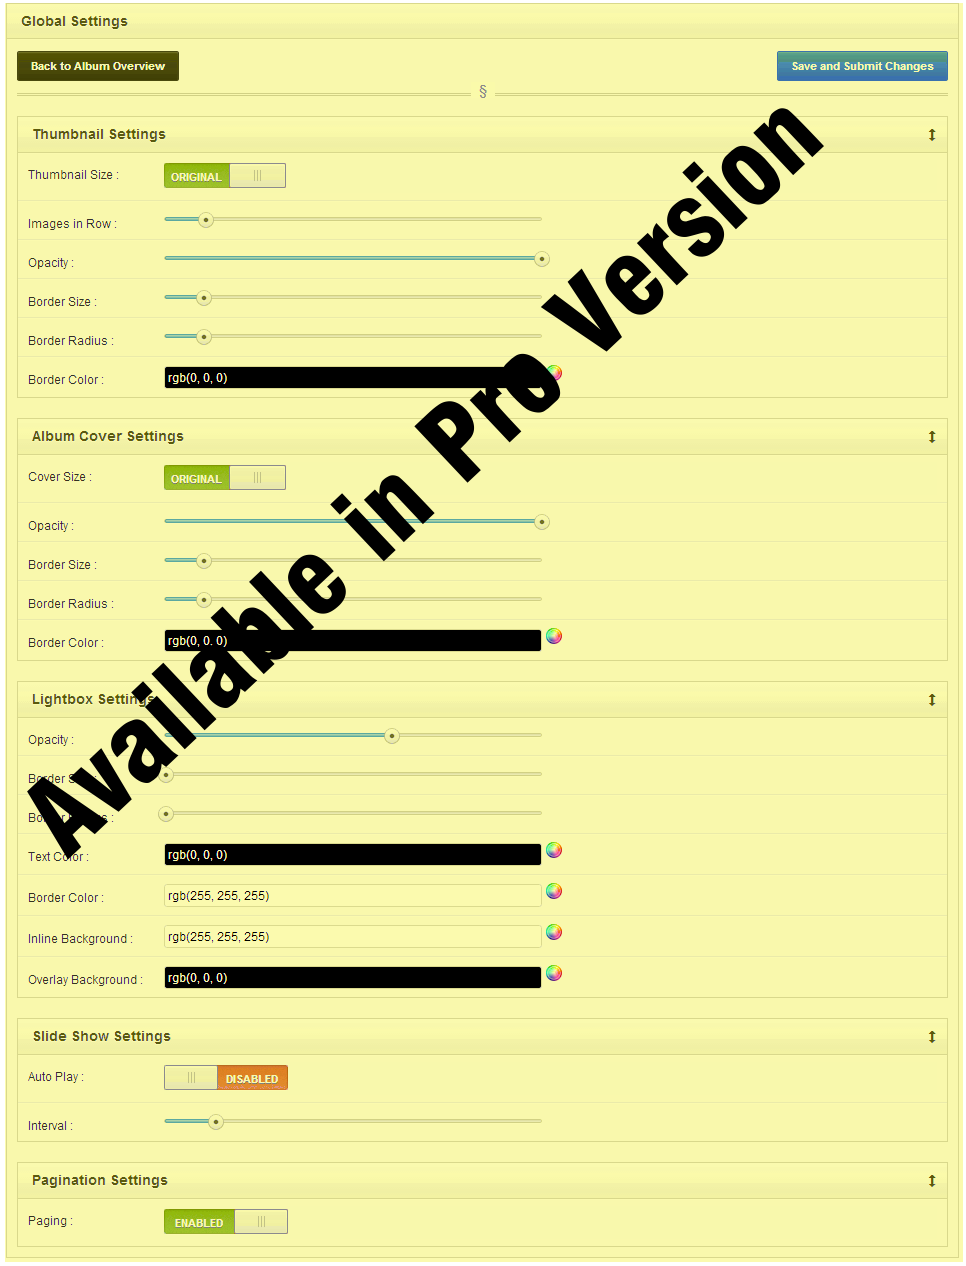 Global Settings
Back to Album Overview
Save and Submit Changes
§
Thumbnail Settings
Thumbnail Size :
ORIGINAL
Images in Row :
Opacity :
Border Size :
Border Radius :
Border Color :
rgb(0, 0, 0)
Album Cover Settings
Cover Size :
ORIGINAL
Opacity :
Border Size :
Border Radius :
Border Color :
rgb(0, 0, 0)
Lightbox Settings
Opacity :
Border
Text Color :
rgb(0, 0, 0)
Border Color :
rgb(255, 255, 255)
Inline Background :
rgb(255, 255, 255)
Overlay Background :
rgb(0, 0, 0)
Slide Show Settings
Auto Play :
DISABLED
Interval :
Pagination Settings
Paging :
ENABLED
Available in Pro Version